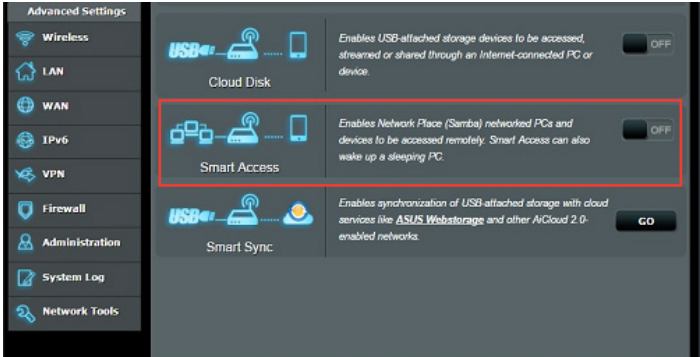 Advanced Settings
Wireless
LAN
WAN
IPv6
VPN
Firewall
Administration
System Log
Network Tools
USB
Cloud Disk
Enables USB-attached storage devices to be accessed,
streamed or shared through an Internet-connected PC or
device.
OFF
Smart Access
Enables Network Place (Samba) networked PCs and
devices to be accessed remotely. Smart Access can also
wake up a sleeping PC.
OFF
USB
Smart Sync
Enables synchronization of USB-attached storage with cloud
services like ASUS Webstorage and other AiCloud 2.0-
enabled networks.
GO